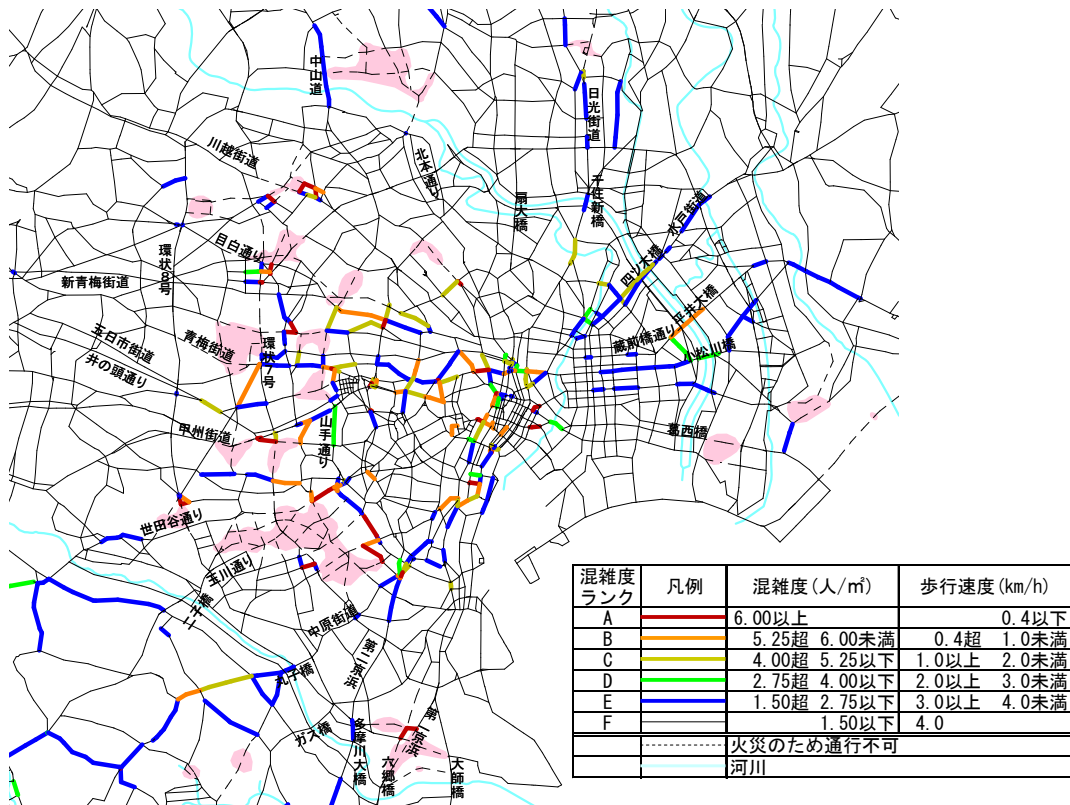 中山道
日光街道
川越街道
北本通り
扇大橋
千住新橋
水戸街道
目白通り
環状8号
四ツ木橋
新青梅街道
平井大橋
五日市街道
青梅街道
環状7号
蔵前橋通り
小松川橋
井の頭通り
甲州街道
山手通り
葛西橋
世田谷通り
玉川通り
二子橋
中原街道
第二京浜
丸子橋
ガス橋
多摩川大橋
六郷橋
第一京浜
大師橋
混雑度ランク 凡例 混雑度(人/㎡) 歩行速度(km/h)
A 6.00以上 0.4以下
B 5.25超 6.00未満 0.4超 1.0未満
C 4.00超 5.25以下 1.0以上 2.0未満
D 2.75超 4.00以下 2.0以上 3.0未満
E 1.50超 2.75以下 3.0以上 4.0未満
F 1.50以下 4.0
火災のため通行不可
河川